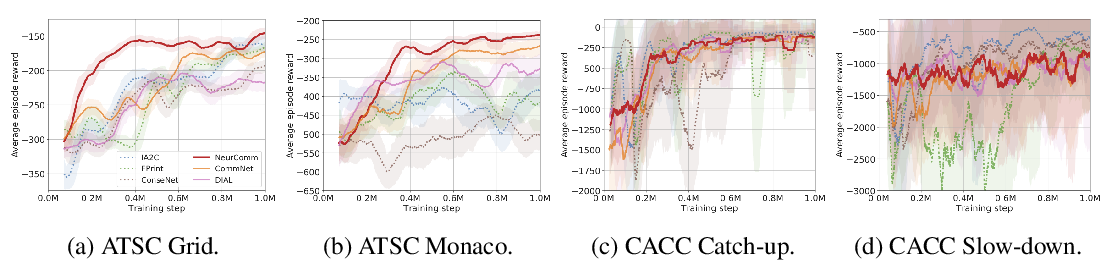 Average episode reward
−150
−200
−250
−300
−350
0.0M 0.2M 0.4M 0.6M 0.8M 1.0M
Training step
IA2C
FPrint
ConseNet
NeurComm
CommNet
DIAL
(a) ATSC Grid.
Average episode reward
−200
−250
−300
−350
−400
−450
−500
−550
−600
−650
0.0M 0.2M 0.4M 0.6M 0.8M 1.0M
Training step
(b) ATSC Monaco.
Average episode reward
0
−250
−500
−750
−1000
−1250
−1500
−1750
−2000
0.0M 0.2M 0.4M 0.6M 0.8M 1.0M
Training step
(c) CACC Catch-up.
Average episode reward
−500
−1000
−1500
−2000
−2500
−3000
0.0M 0.2M 0.4M 0.6M 0.8M 1.0M
Training step
(d) CACC Slow-down.